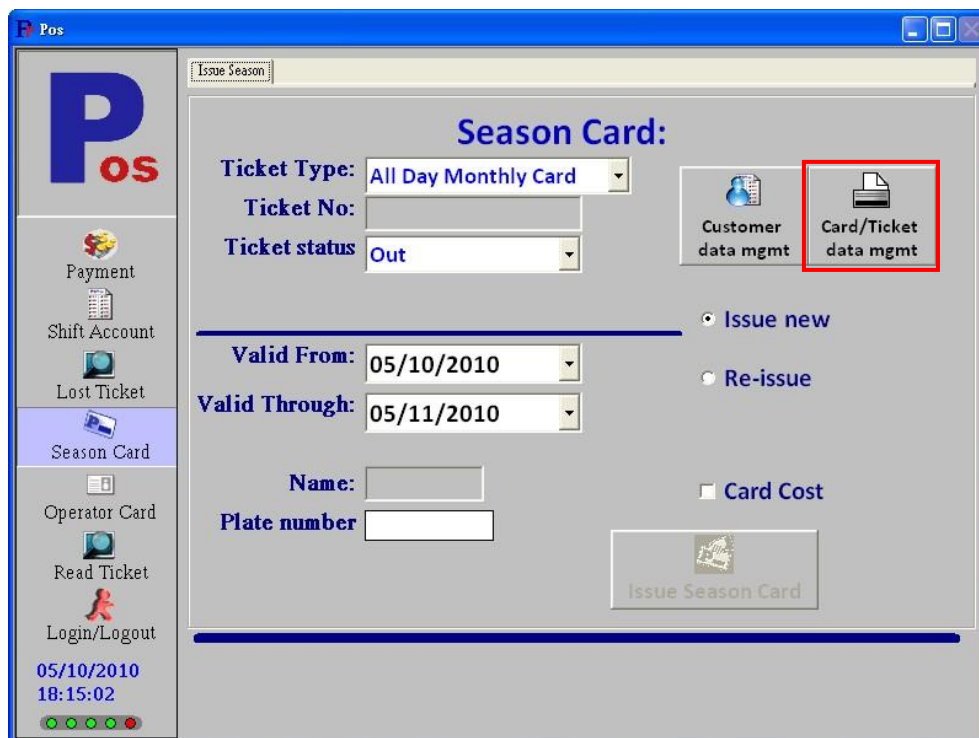 Pos
Pos
Issue Season
Season Card:
Ticket Type: All Day Monthly Card
Ticket No:
Ticket status Out
Customer data mgmt
Card/Ticket data mgmt
Issue new
Valid From: 05/10/2010
Re-issue
Valid Through: 05/11/2010
Name:
Card Cost
Plate number
Issue Season Card
Payment
Shift Account
Lost Ticket
Season Card
Operator Card
Read Ticket
Login/Logout
05/10/2010
18:15:02